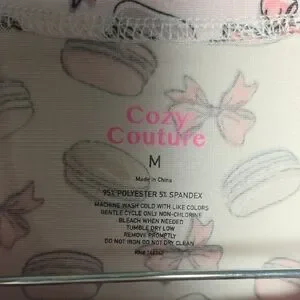 Cozy
Couture
M
Made in China
95% POLYESTER 5% SPANDEX
MACHINE WASH COLD WITH LIKE COLORS
GENTLE CYCLE ONLY NON-CHLORINE
BLEACH WHEN NEEDED
TUMBLE DRY LOW
REMOVE PROMPTLY
DO NOT IRON DO NOT DRY CLEAN
RN#